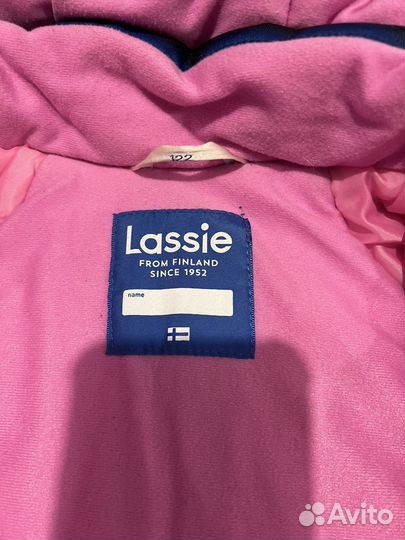 122
Lassie
FROM FINLAND
SINCE 1952
name
Avito